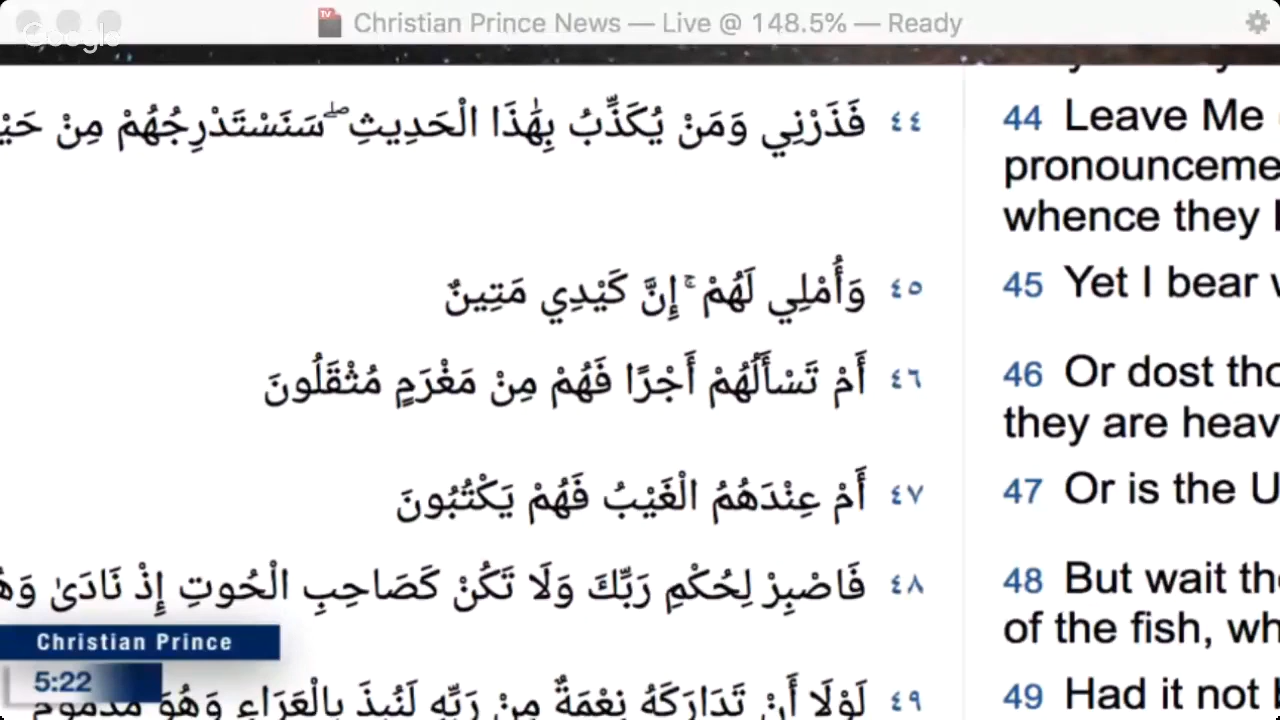 Christian Prince News — Live @ 148.5% — Ready
Google
٤٤ فَذَرْنِي وَمَنْ يُكَذِّبُ بِهَٰذَا الْحَدِيثِ ۖ سَنَسْتَدْرِجُهُمْ مِنْ
44 Leave Me
pronounceme
whence they
٤٥ وَأُمْلِي لَهُمْ ۚ إِنَّ كَيْدِي مَتِينٌ
45 Yet I bear
٤٦ أَمْ تَسْأَلُهُمْ أَجْرًا فَهُمْ مِنْ مَغْرَمٍ مُثْقَلُونَ
46 Or dost tho
they are heav
٤٧ أَمْ عِنْدَهُمُ الْغَيْبُ فَهُمْ يَكْتُبُونَ
47 Or is the U
٤٨ فَاصْبِرْ لِحُكْمِ رَبِّكَ وَلَا تَكُنْ كَصَاحِبِ الْحُوتِ إِذْ نَادَىٰ
48 But wait th
of the fish, wh
Christian Prince
5:22
٤٩ لَوْلَا أَنْ تَدَارَكَهُ نِعْمَةٌ مِنْ رَبِّهِ لَنُبِذَ بِالْعَرَاءِ وَهُوَ مَذْمُومٌ
49 Had it not